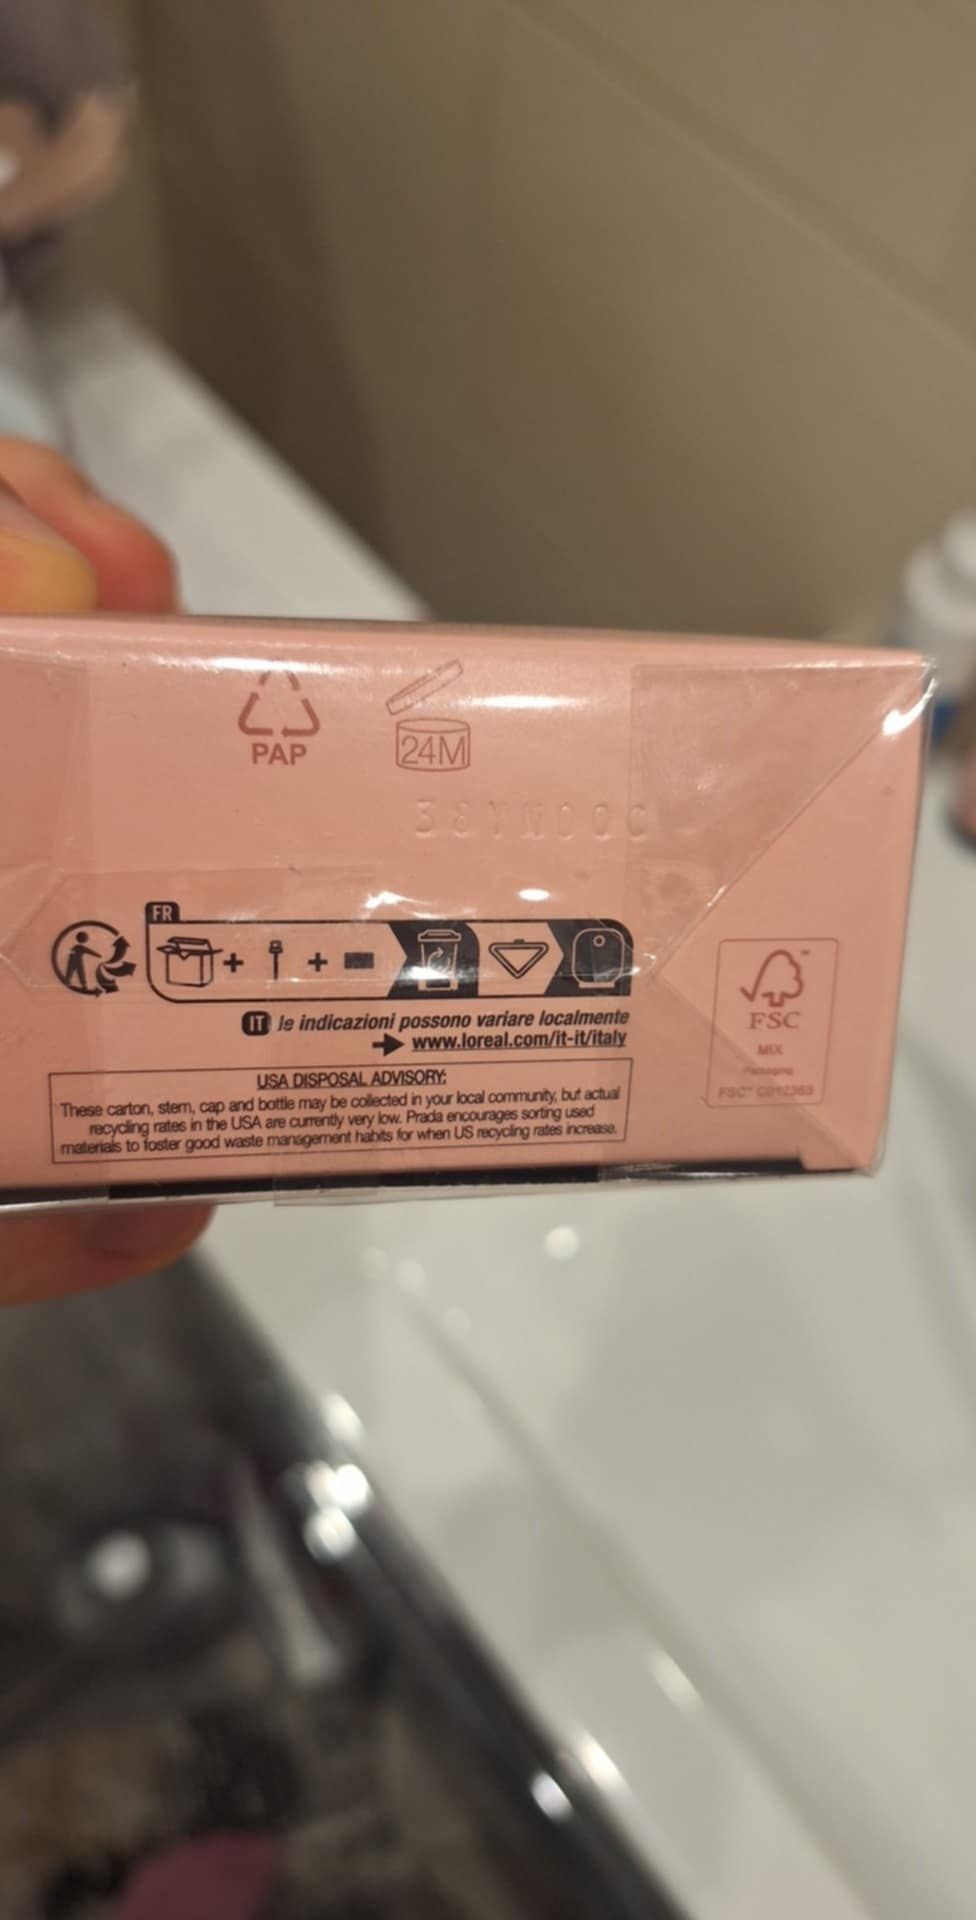 PAP
24M
FR
IT le indicazioni possono variare localmente
www.loreal.com/it-it/italy
USA DISPOSAL ADVISORY:
These carton, stem, cap and bottle may be collected in your local community, but actual
recycling rates in the USA are currently very low. Prada encourages sorting used
materials to foster good waste management habits for when US recycling rates increase.
FSC
MIX
Packaging
FSC™ C012363